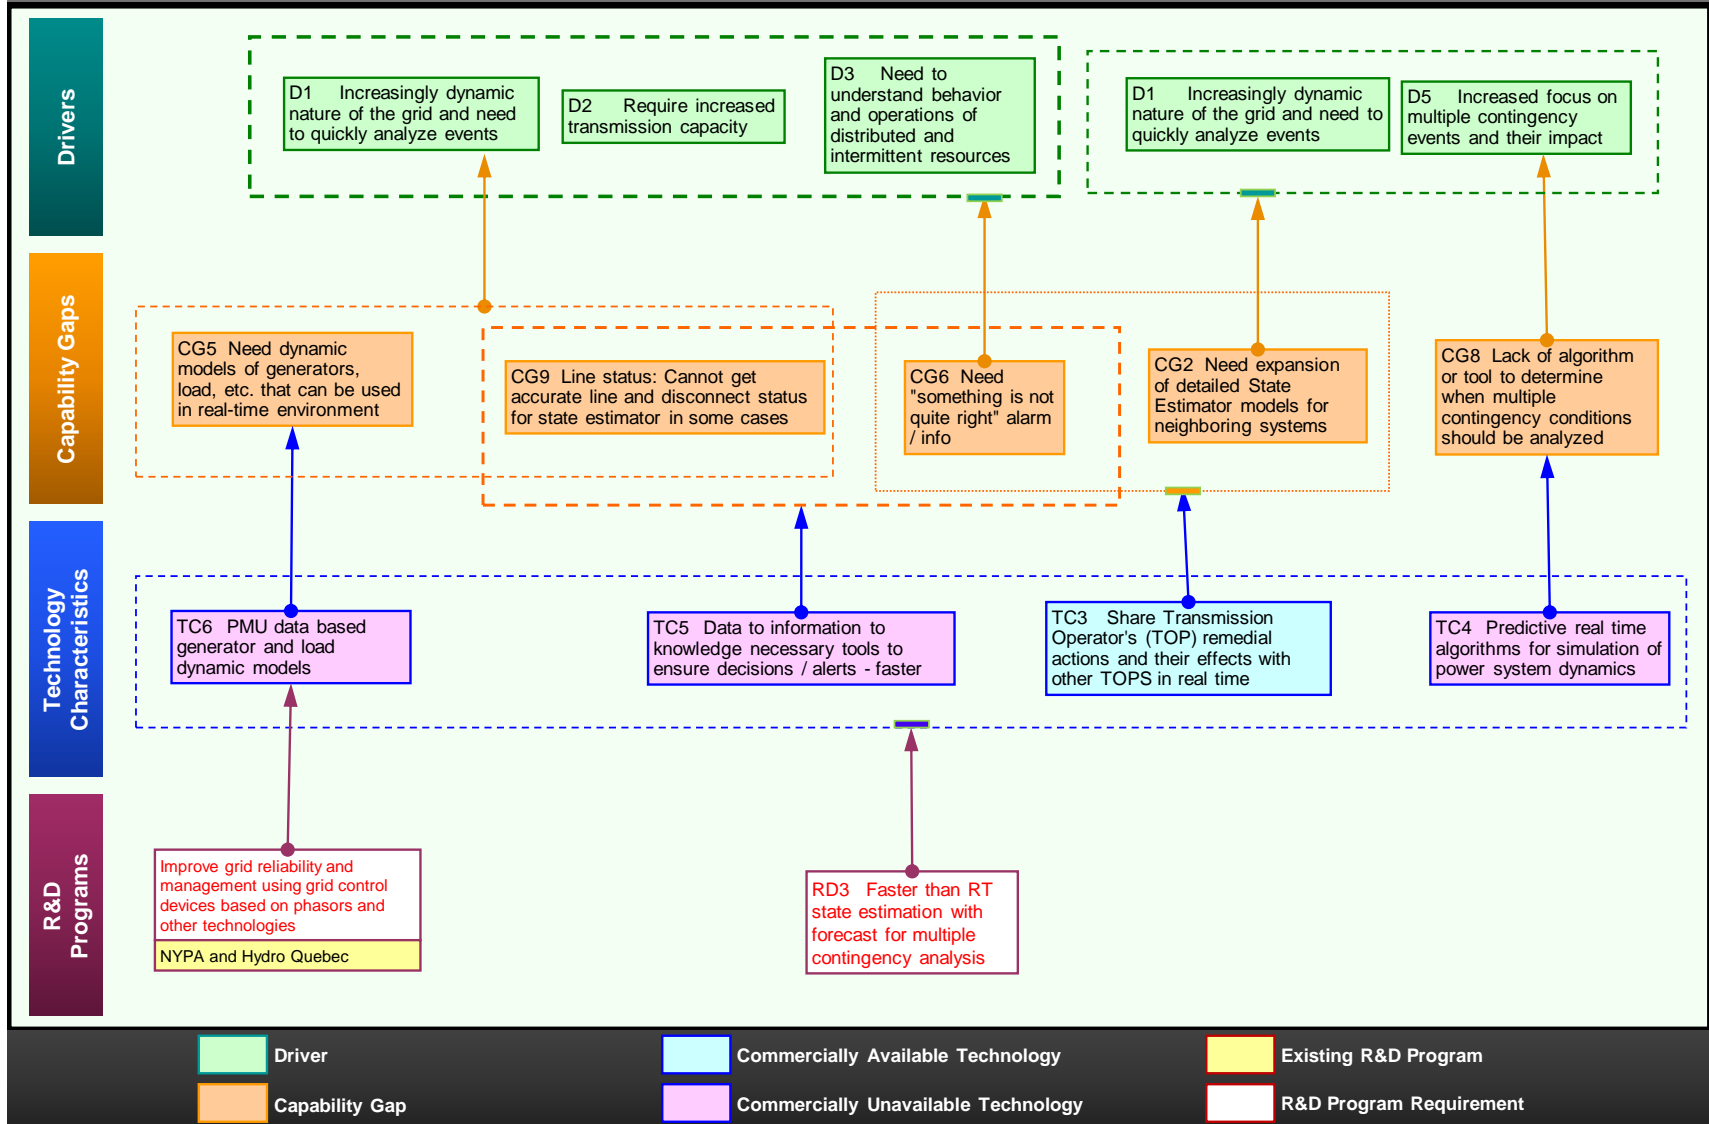 Drivers
D1 Increasingly dynamic
nature of the grid and need
to quickly analyze events
D2 Require increased
transmission capacity
D3 Need to
understand behavior
and operations of
distributed and
intermittent resources
D1 Increasingly dynamic
nature of the grid and need to
quickly analyze events
D5 Increased focus on
multiple contingency
events and their impact
Capability Gaps
CG5 Need dynamic
models of generators,
load, etc. that can be used
in real-time environment
CG9 Line status: Cannot get
accurate line and disconnect status
for state estimator in some cases
CG6 Need
"something is not
quite right" alarm
/ info
CG2 Need expansion
of detailed State
Estimator models for
neighboring systems
CG8 Lack of algorithm
or tool to determine
when multiple
contingency conditions
should be analyzed
Technology
Characteristics
TC6 PMU data based
generator and load
dynamic models
TC5 Data to information to
knowledge necessary tools to
ensure decisions / alerts - faster
TC3 Share Transmission
Operator's (TOP) remedial
actions and their effects with
other TOPS in real time
TC4 Predictive real time
algorithms for simulation of
power system dynamics
R&D
Programs
Improve grid reliability and
management using grid control
devices based on phasors and
other technologies
NYPA and Hydro Quebec
RD3 Faster than RT
state estimation with
forecast for multiple
contingency analysis
Driver
Commercially Available Technology
Existing R&D Program
Capability Gap
Commercially Unavailable Technology
R&D Program Requirement